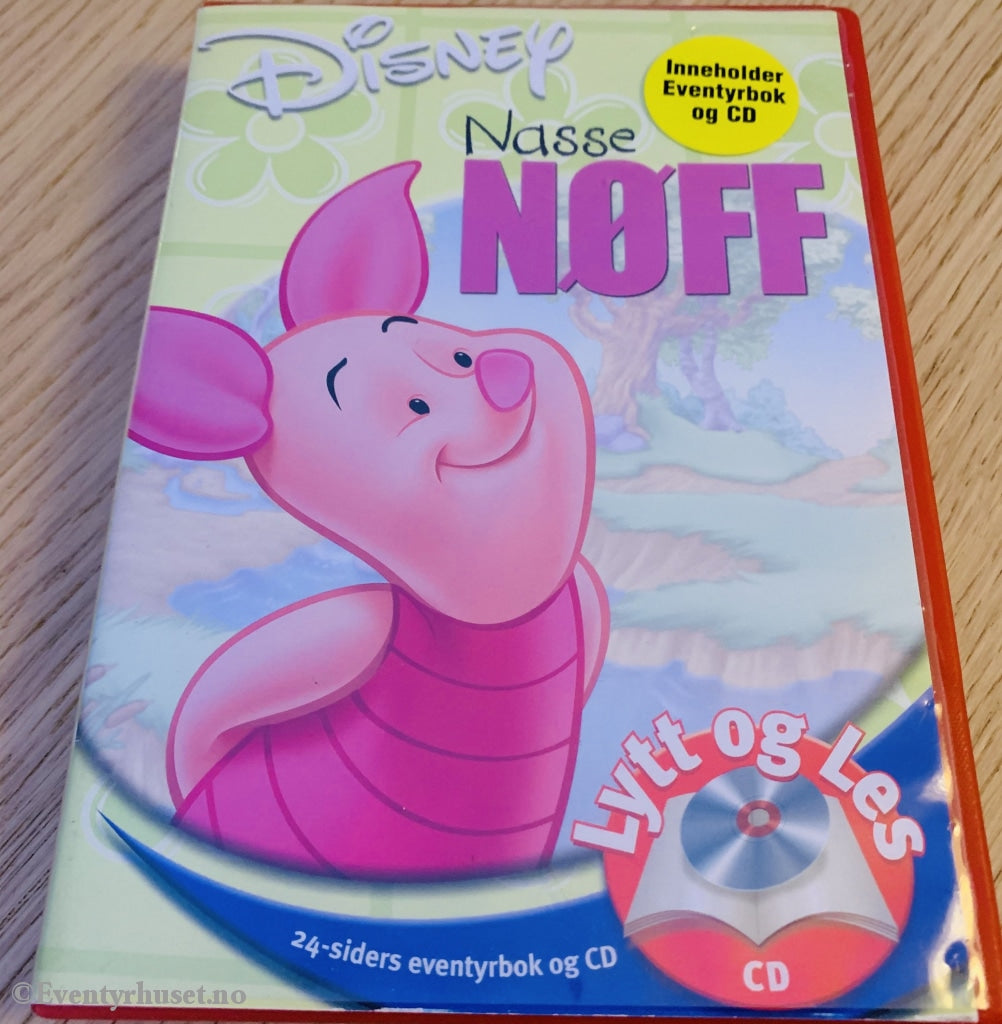 Disney
Inneholder
Eventyrbok
og CD
Nasse
NØFF
Lytt og Les
CD
24-siders eventyrbok og CD
©Eventyrhuset.no